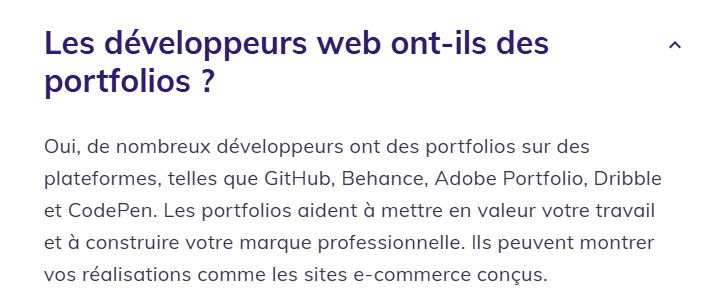 Les développeurs web ont-ils des
portfolios ?
Oui, de nombreux développeurs ont des portfolios sur des
plateformes, telles que GitHub, Behance, Adobe Portfolio, Dribble
et CodePen. Les portfolios aident à mettre en valeur votre travail
et à construire votre marque professionnelle. Ils peuvent montrer
vos réalisations comme les sites e-commerce conçus.